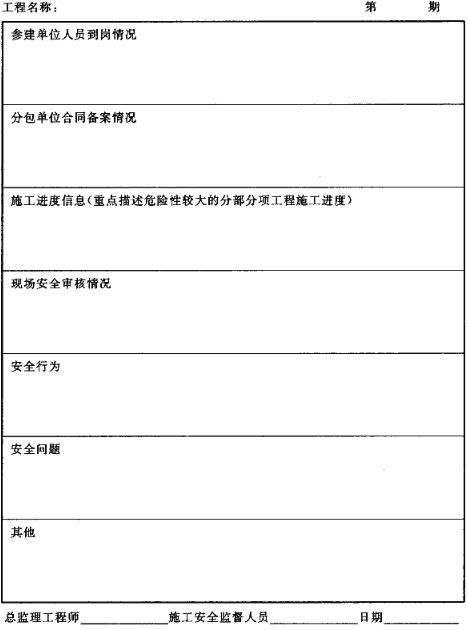 工程名称： 第 期
参建单位人员到岗情况
分包单位合同备案情况
施工进度信息（重点描述危险性较大的分部分项工程施工进度）
现场安全审核情况
安全行为
安全问题
其他
总监理工程师__________施工安全监督人员__________日期__________